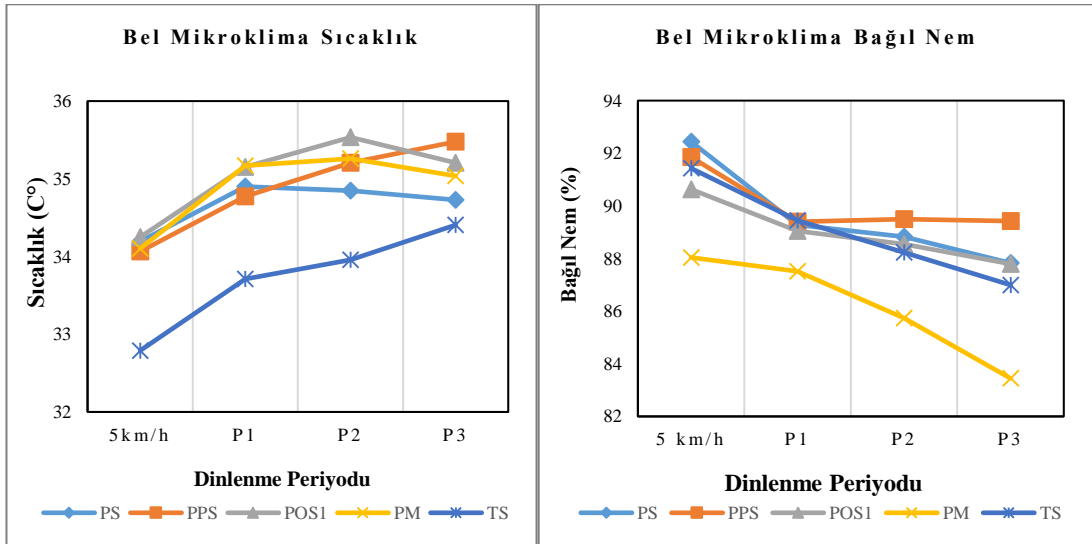 Bel Mikroklima Sıcaklık
Sıcaklık (C°)
36
35
34
33
32
5km/h P1 P2 P3
Dinlenme Periyodu
PS PPS POS1 PM TS
Bel Mikroklima Bağıl Nem
Bağıl Nem (%)
94
92
90
88
86
84
82
5 km/h P1 P2 P3
Dinlenme Periyodu
PS PPS POS1 PM TS